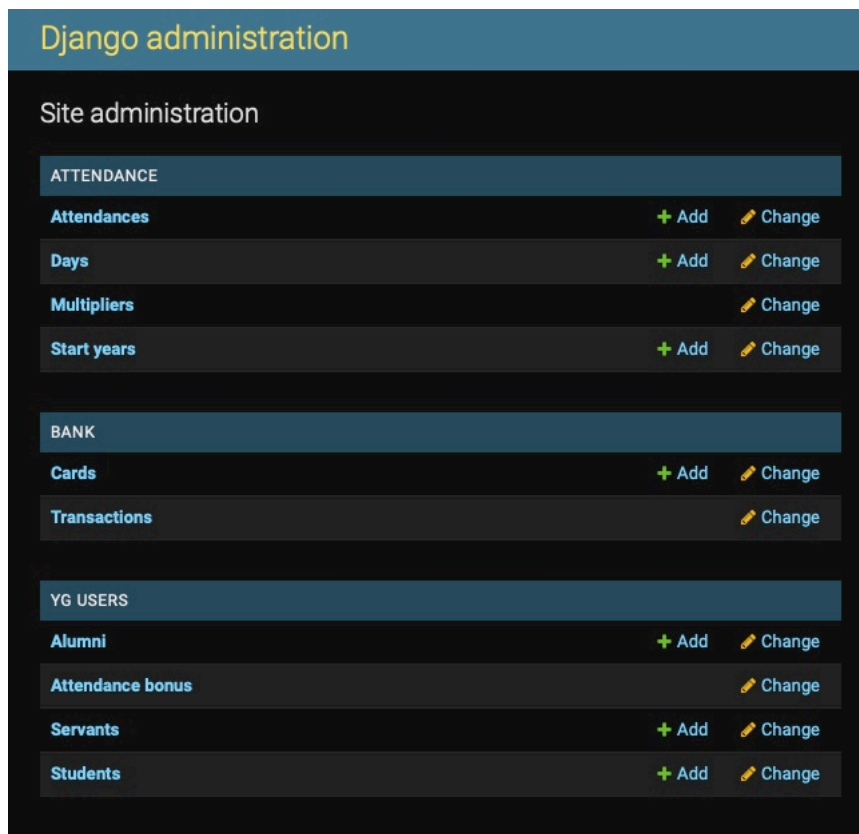 Django administration
Site administration
ATTENDANCE
Attendances Add Change
Days Add Change
Multipliers Change
Start years Add Change
BANK
Cards Add Change
Transactions Change
YG USERS
Alumni Add Change
Attendance bonus Change
Servants Add Change
Students Add Change